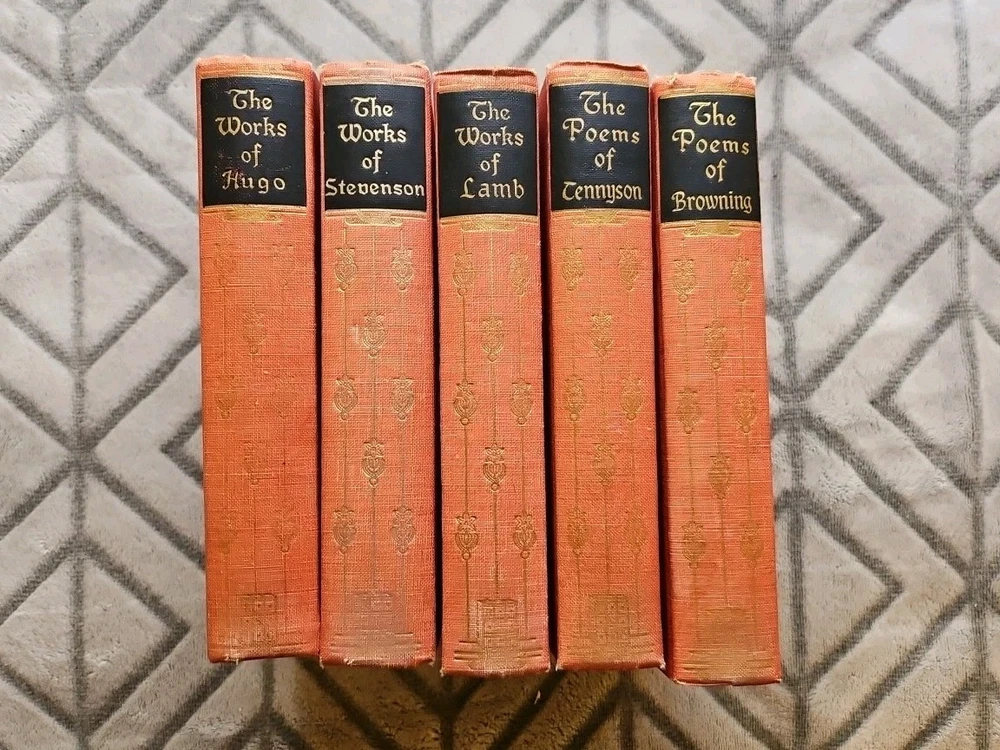 The
Works
of
Hugo
The
Works
of
Stevenson
The
Works
of
Lamb
The
Poems
of
Tennyson
The
Poems
of
Browning